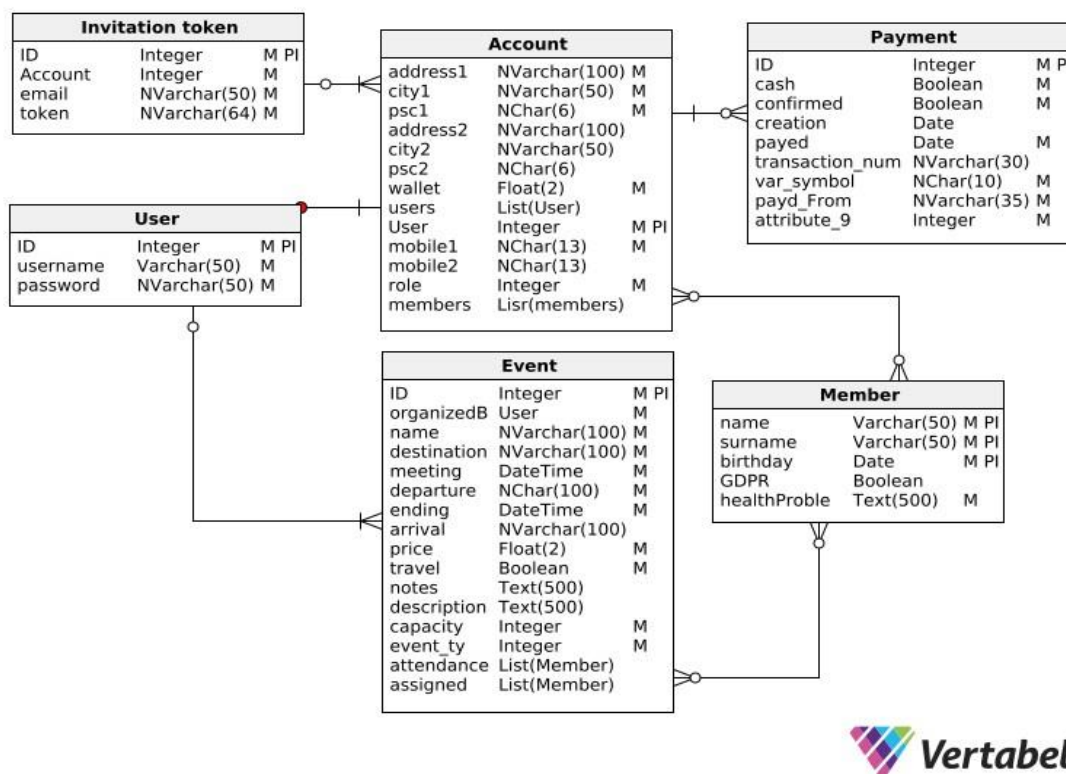 Invitation token
ID Integer M PI
Account Integer M
email NVarchar(50) M
token NVarchar(64) M
Account
address1 NVarchar(100) M
city1 NVarchar(50) M
psc1 NChar(6) M
address2 NVarchar(100)
city2 NVarchar(50)
psc2 NChar(6)
wallet Float(2) M
users List(User)
User Integer M PI
mobile1 NChar(13) M
mobile2 NChar(13)
role Integer M
members Lisr(members)
Payment
ID Integer M P
cash Boolean M
confirmed Boolean M
creation Date
payed Date M
transaction_num NVarchar(30)
var_symbol NChar(10) M
payd_From NVarchar(35) M
attribute_9 Integer M
User
ID Integer M PI
username Varchar(50) M
password NVarchar(50) M
Event
ID Integer M PI
organizedB User M
name NVarchar(100) M
destination NVarchar(100) M
meeting DateTime M
departure NChar(100) M
ending DateTime M
arrival NVarchar(100)
price Float(2) M
travel Boolean M
notes Text(500)
description Text(500)
capacity Integer M
event_ty Integer M
attendance List(Member)
assigned List(Member)
Member
name Varchar(50) M PI
surname Varchar(50) M PI
birthday Date M PI
GDPR Boolean
healthProble Text(500) M
Vertabel